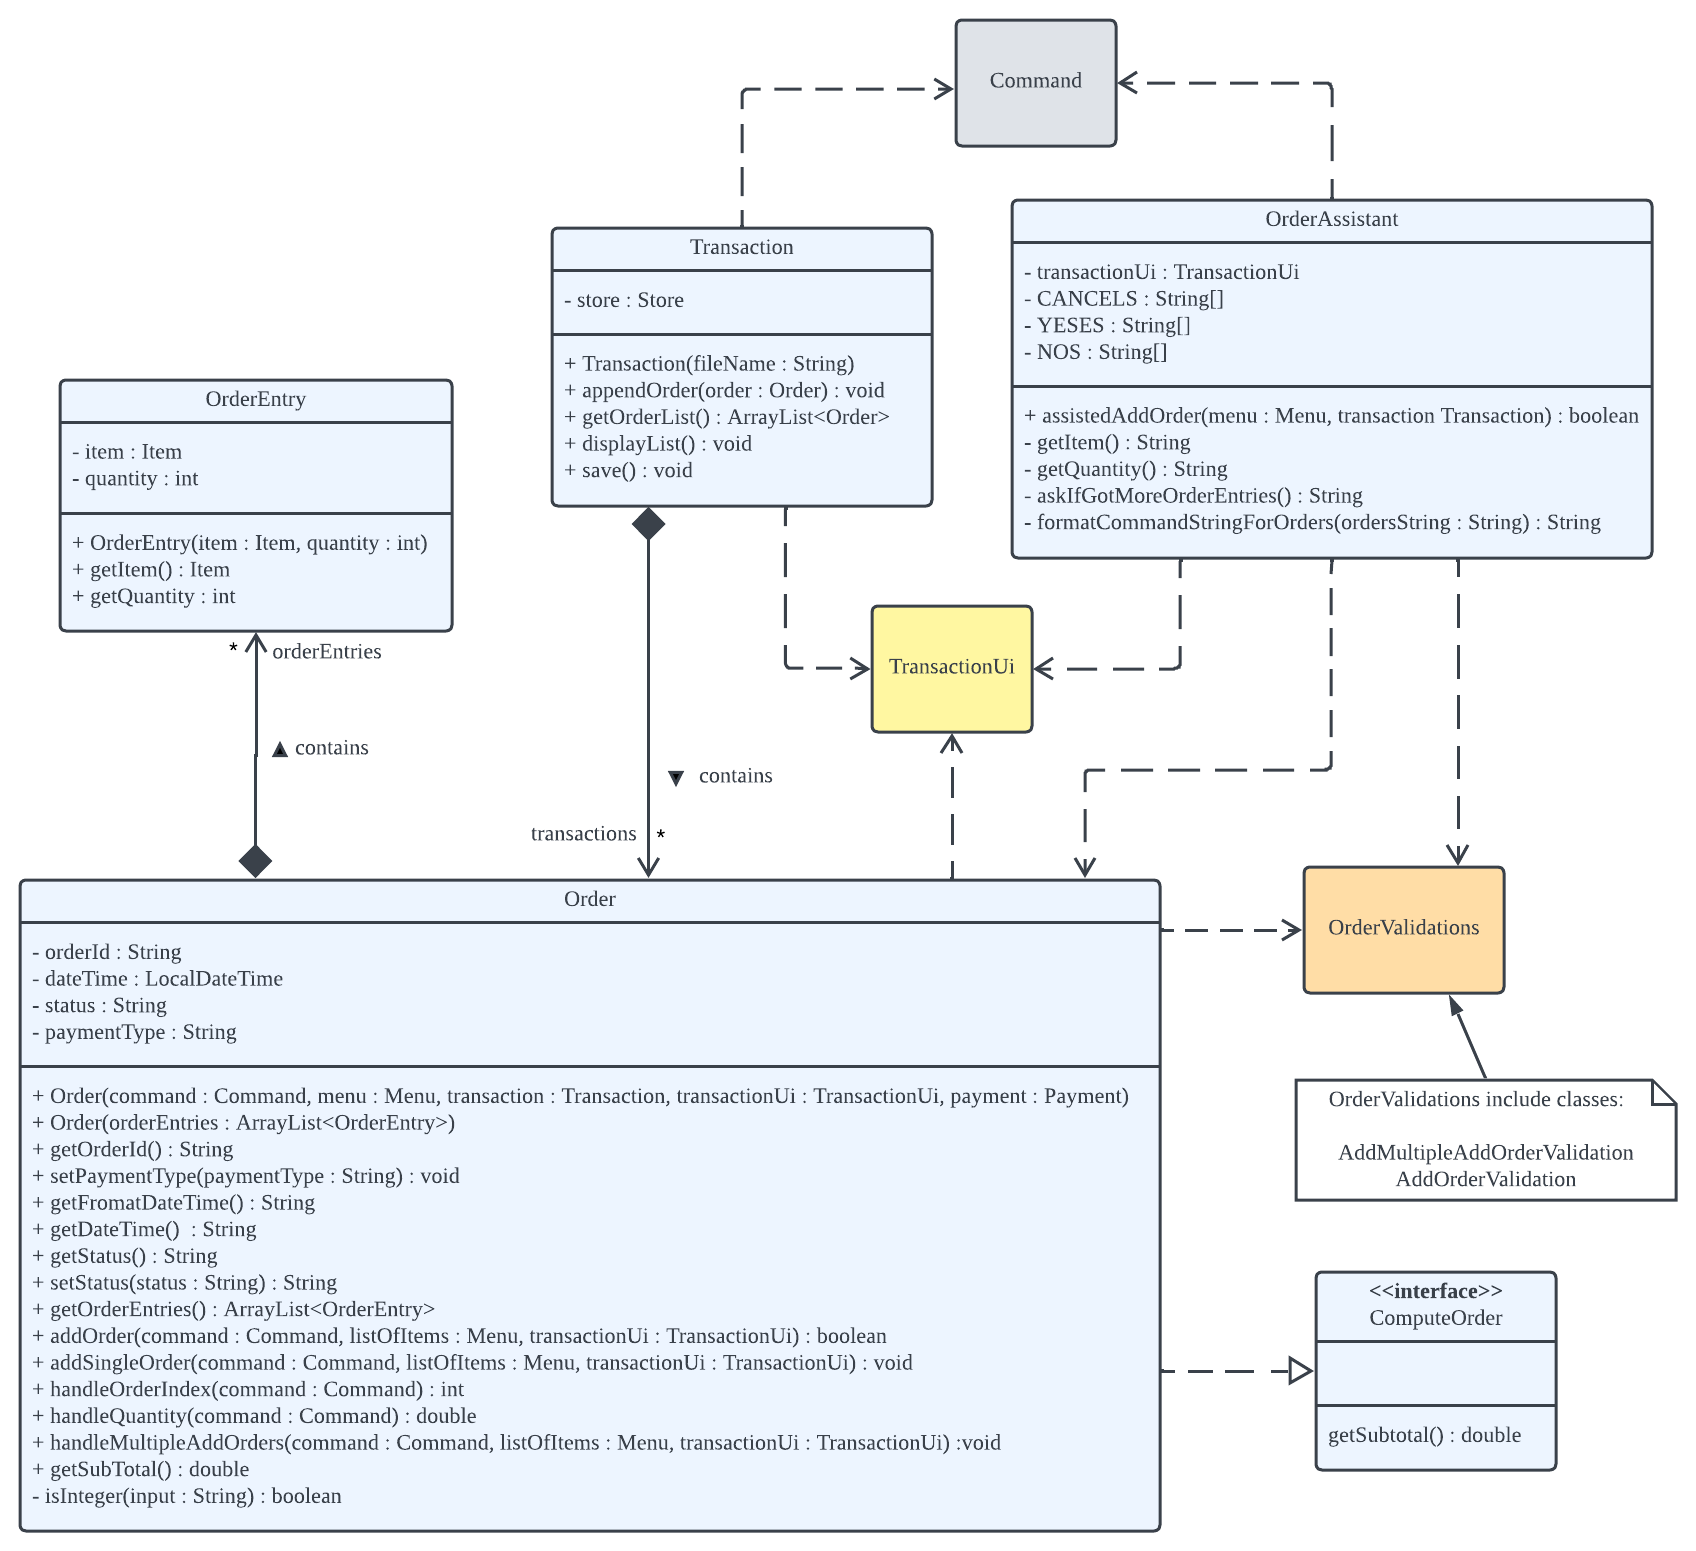 Command
OrderAssistant
- transactionUi : TransactionUi
- CANCELS : String[]
- YESES : String[]
- NOS : String[]
+ assistedAddOrder(menu : Menu, transaction Transaction) : boolean
- getItem() : String
- getQuantity() : String
- askIfGotMoreOrderEntries() : String
- formatCommandStringForOrders(ordersString : String) : String
Transaction
- store : Store
+ Transaction(fileName : String)
+ appendOrder(order : Order) : void
+ getOrderList() : ArrayList<Order>
+ displayList() : void
+ save() : void
OrderEntry
- item : Item
- quantity : int
+ OrderEntry(item : Item, quantity : int)
+ getItem() : Item
+ getQuantity : int
* orderEntries
▲ contains
TransactionUi
▼ contains
transactions *
Order
- orderId : String
- dateTime : LocalDateTime
- status : String
- paymentType : String
+ Order(command : Command, menu : Menu, transaction : Transaction, transactionUi : TransactionUi, payment : Payment)
+ Order(orderEntries : ArrayList<OrderEntry>)
+ getOrderId() : String
+ setPaymentType(paymentType : String) : void
+ getFromatDateTime() : String
+ getDateTime()  : String
+ getStatus() : String
+ setStatus(status : String) : String
+ getOrderEntries() : ArrayList<OrderEntry>
+ addOrder(command : Command, listOfItems : Menu, transactionUi : TransactionUi) : boolean
+ addSingleOrder(command : Command, listOfItems : Menu, transactionUi : TransactionUi) : void
+ handleOrderIndex(command : Command) : int
+ handleQuantity(command : Command) : double
+ handleMultipleAddOrders(command : Command, listOfItems : Menu, transactionUi : TransactionUi) :void
+ getSubTotal() : double
- isInteger(input : String) : boolean
OrderValidations
OrderValidations include classes:
AddMultipleAddOrderValidation
AddOrderValidation
<<interface>>
ComputeOrder
getSubtotal() : double